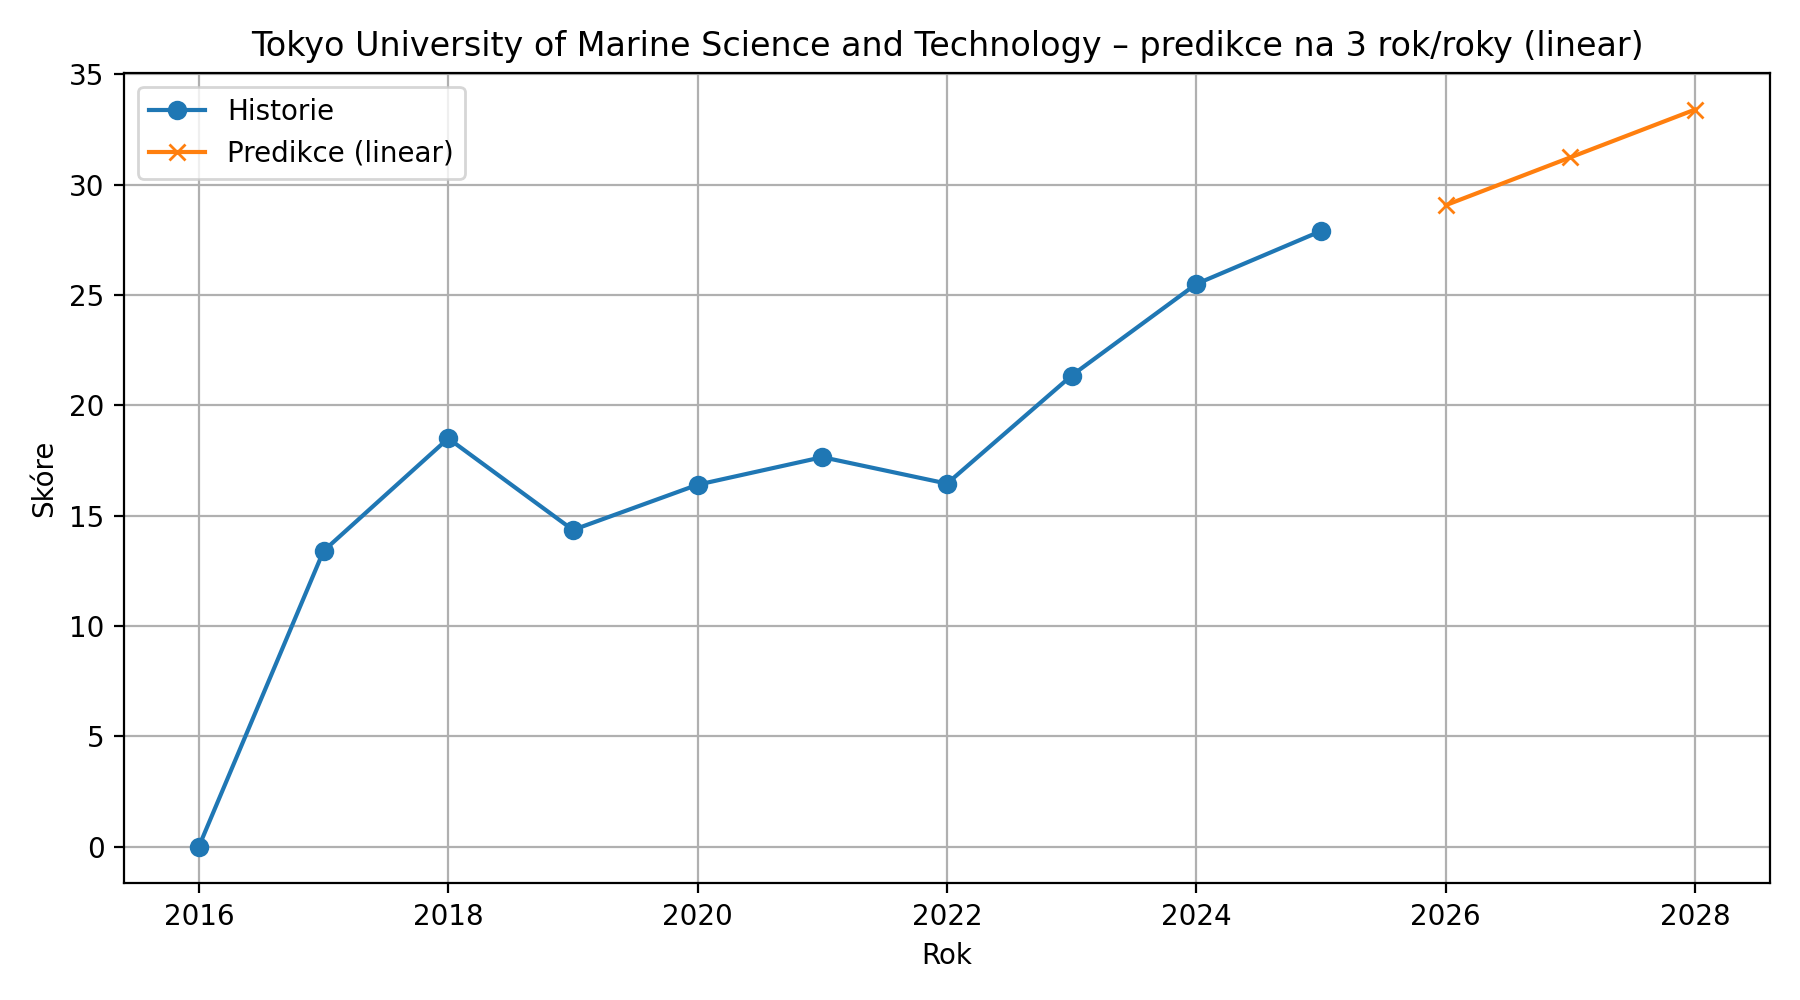 Tokyo University of Marine Science and Technology – predikce na 3 rok/roky (linear)
Historie
Predikce (linear)
35
30
25
20
15
10
5
0
Skóre
2016 2018 2020 2022 2024 2026 2028
Rok